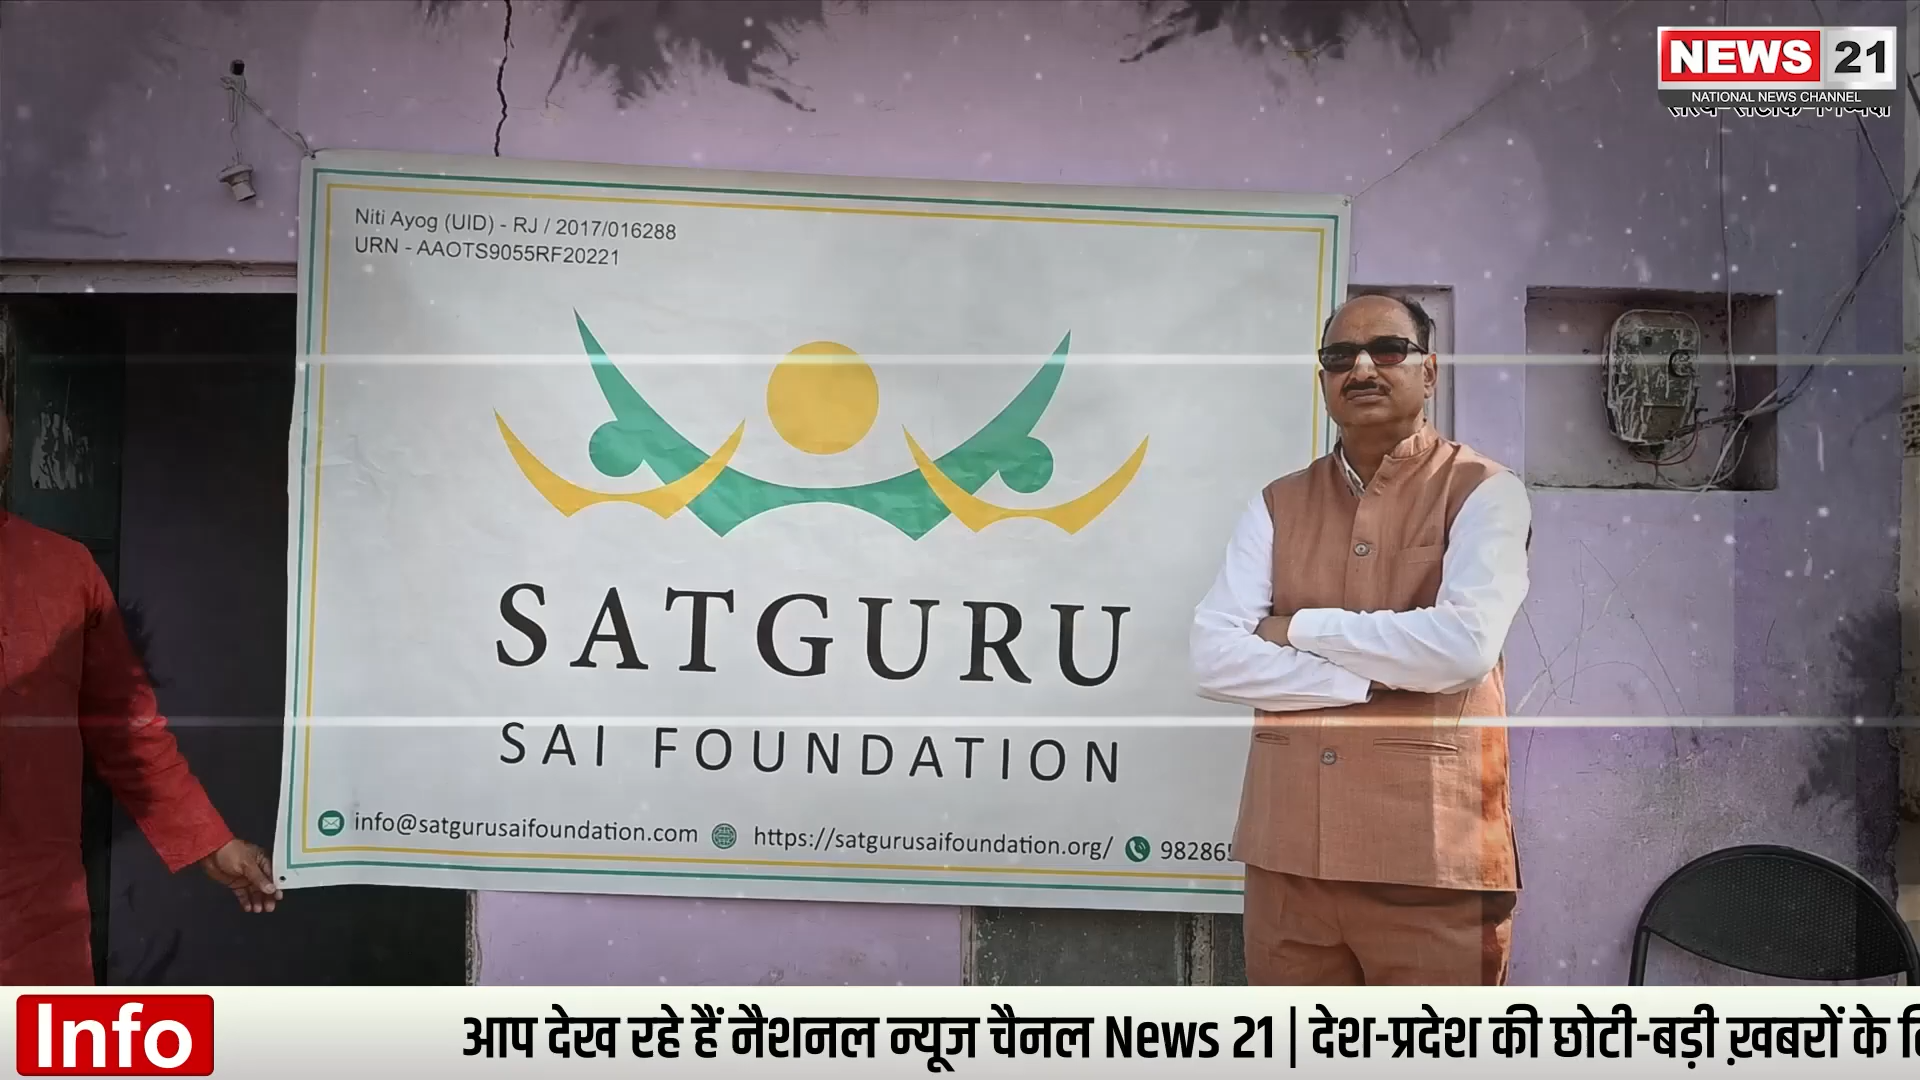 NEWS 21
NATIONAL NEWS CHANNEL
Niti Ayog (UID) - RJ / 2017/016288
URN - AAOTS9055RF20221
SATGURU
SAI FOUNDATION
info@satgurusaifoundation.com https://satgurusaifoundation.org/ 98286
Info
आप देख रहे हैं नैशनल न्यूज चैनल News 21 | देश-प्रदेश की छोटी-बड़ी ख़बरों के